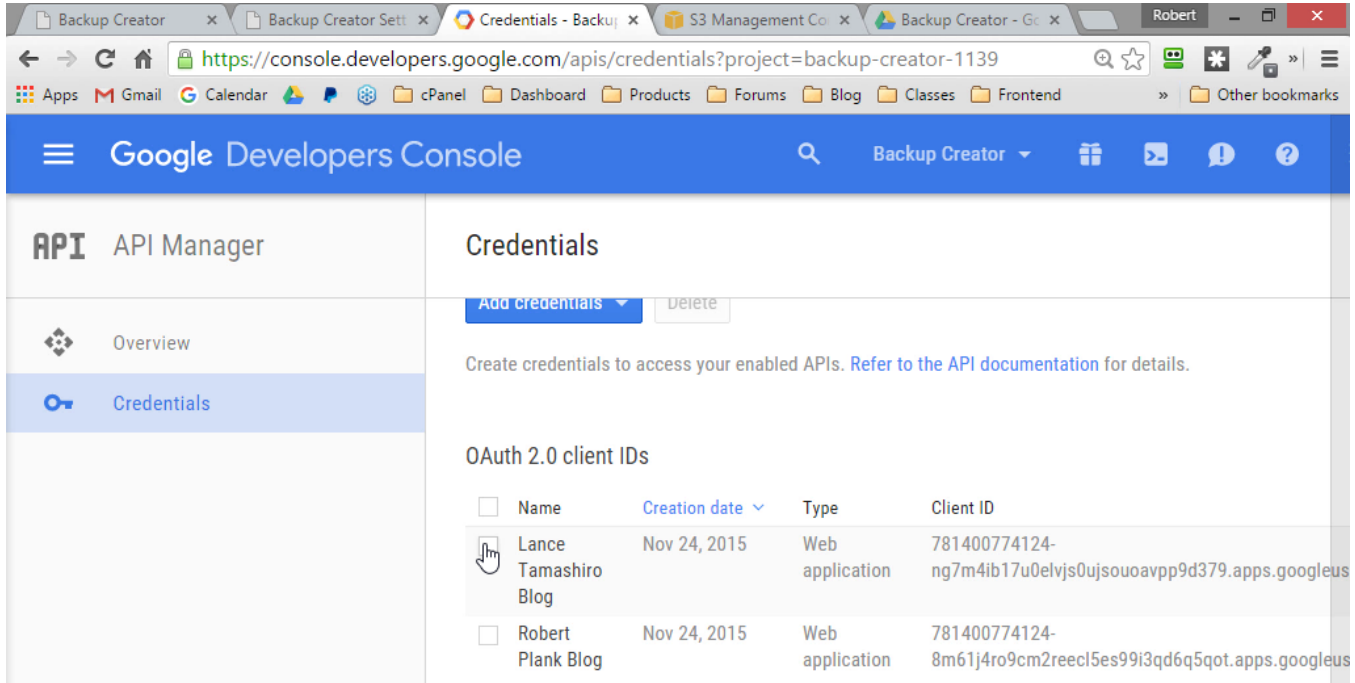 Backup Creator
Backup Creator Sett
Credentials - Backup
S3 Management Co
Backup Creator - Go
Robert
https://console.developers.google.com/apis/credentials?project=backup-creator-1139
Apps Gmail Calendar cPanel Dashboard Products Forums Blog Classes Frontend » Other bookmarks
Google Developers Console
Backup Creator
API API Manager
Credentials
Add credentials Delete
Overview
Create credentials to access your enabled APIs. Refer to the API documentation for details.
Credentials
OAuth 2.0 client IDs
Name Creation date Type Client ID
Lance Nov 24, 2015 Web 781400774124-
Tamashiro application ng7m4ib17u0elvjs0ujsouoavpp9d379.apps.googleus
Blog
Robert Nov 24, 2015 Web 781400774124-
Plank Blog application 8m61j4ro9cm2reecl5es99i3qd6q5qot.apps.googleus